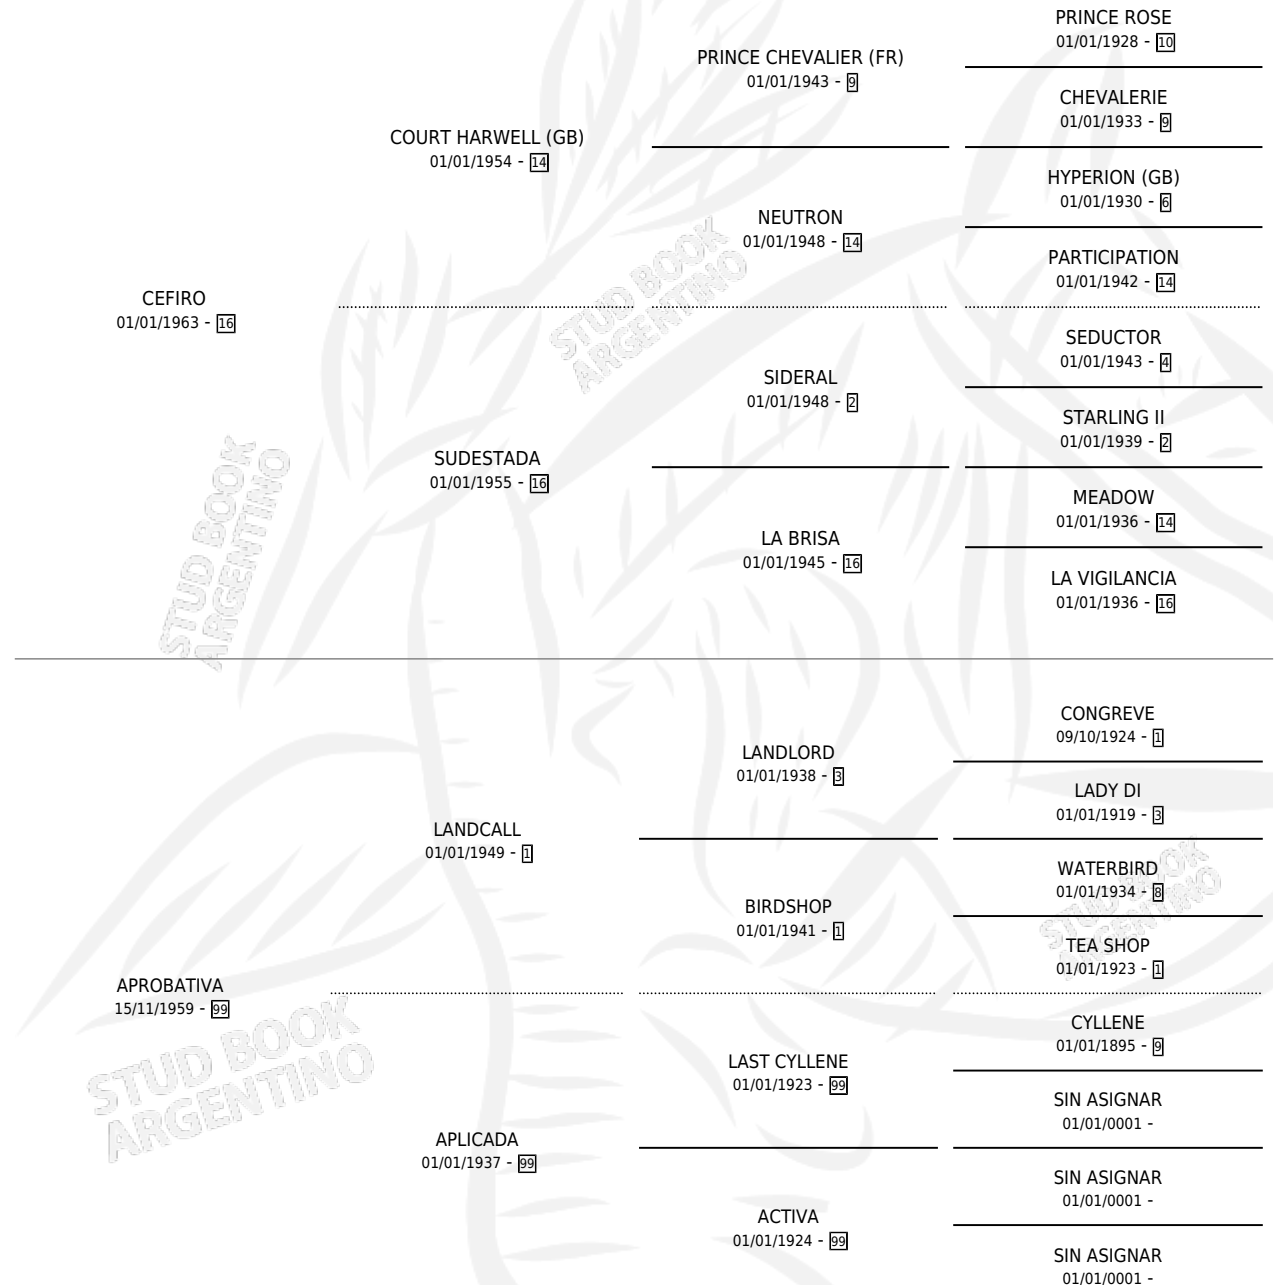 PRINCE ROSE
01/01/1928 - 10
PRINCE CHEVALIER (FR)
01/01/1943 - 9
CHEVALERIE
01/01/1933 - 9
COURT HARWELL (GB)
01/01/1954 - 14
HYPERION (GB)
01/01/1930 - 6
NEUTRON
01/01/1948 - 14
PARTICIPATION
01/01/1942 - 14
CEFIRO
01/01/1963 - 16
STUD BOOK
ARGENTINO
SEDUCTOR
01/01/1943 - 4
SIDERAL
01/01/1948 - 2
STARLING II
01/01/1939 - 2
SUDESTADA
01/01/1955 - 16
MEADOW
01/01/1936 - 14
LA BRISA
01/01/1945 - 16
LA VIGILANCIA
01/01/1936 - 16
STUD BOOK
ARGENTINO
CONGREVE
09/10/1924 - 1
LANDLORD
01/01/1938 - 3
LADY DI
01/01/1919 - 3
LANDCALL
01/01/1949 - 1
WATERBIRD
01/01/1934 - 8
BIRDSHOP
01/01/1941 - 1
TEA SHOP
01/01/1923 - 1
STUD BOOK
ARGENTINO
APROBATIVA
15/11/1959 - 99
CYLLENE
01/01/1895 - 9
LAST CYLLENE
01/01/1923 - 99
SIN ASIGNAR
01/01/0001 -
STUD BOOK
ARGENTINO
APLICADA
01/01/1937 - 99
SIN ASIGNAR
01/01/0001 -
ACTIVA
01/01/1924 - 99
SIN ASIGNAR
01/01/0001 -